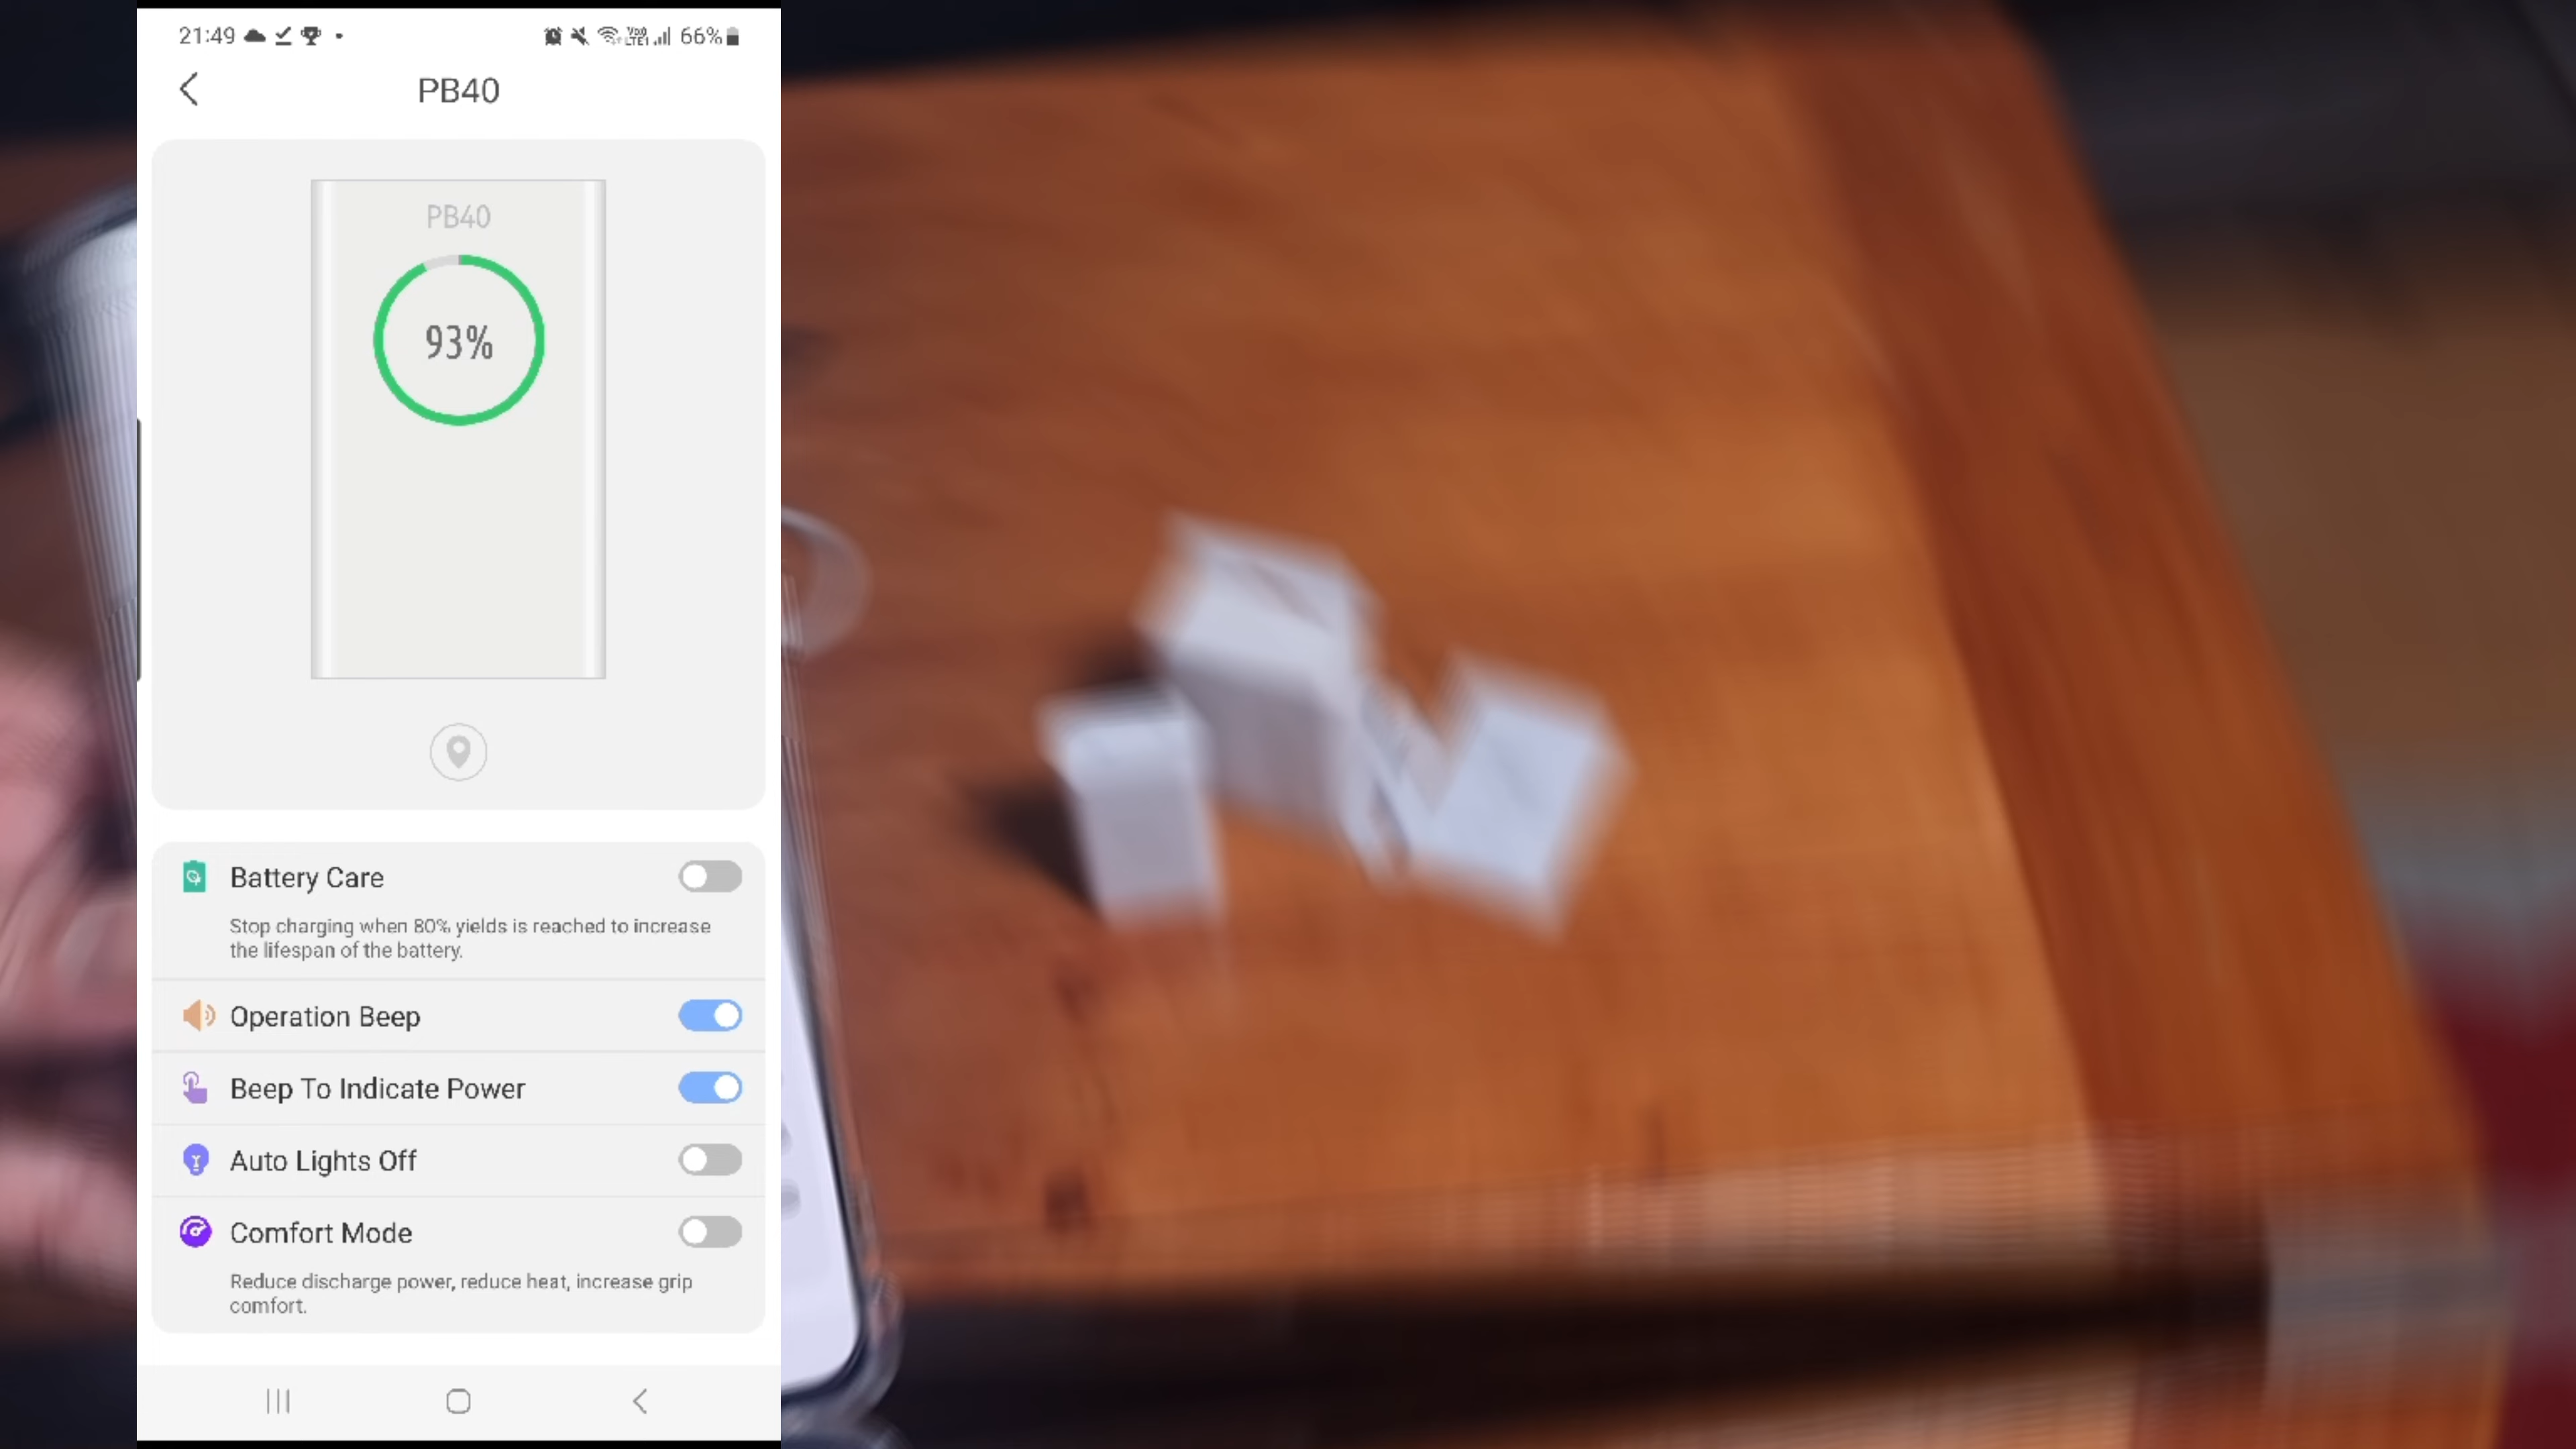 21:49
66%
PB40
PB40
93%
Battery Care
Stop charging when 80% yields is reached to increase
the lifespan of the battery.
Operation Beep
Beep To Indicate Power
Auto Lights Off
Comfort Mode
Reduce discharge power, reduce heat, increase grip
comfort.